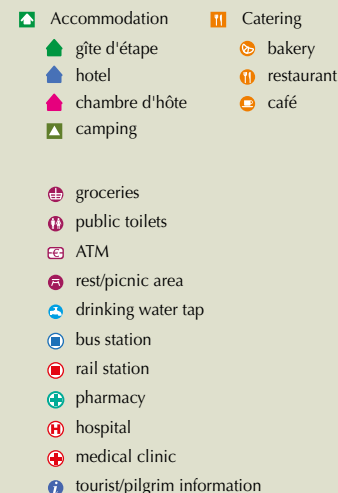 Accommodation
gîte d'étape
hotel
chambre d'hôte
camping
Catering
bakery
restaurant
café
groceries
public toilets
ATM
rest/picnic area
drinking water tap
bus station
rail station
pharmacy
H hospital
medical clinic
i tourist/pilgrim information